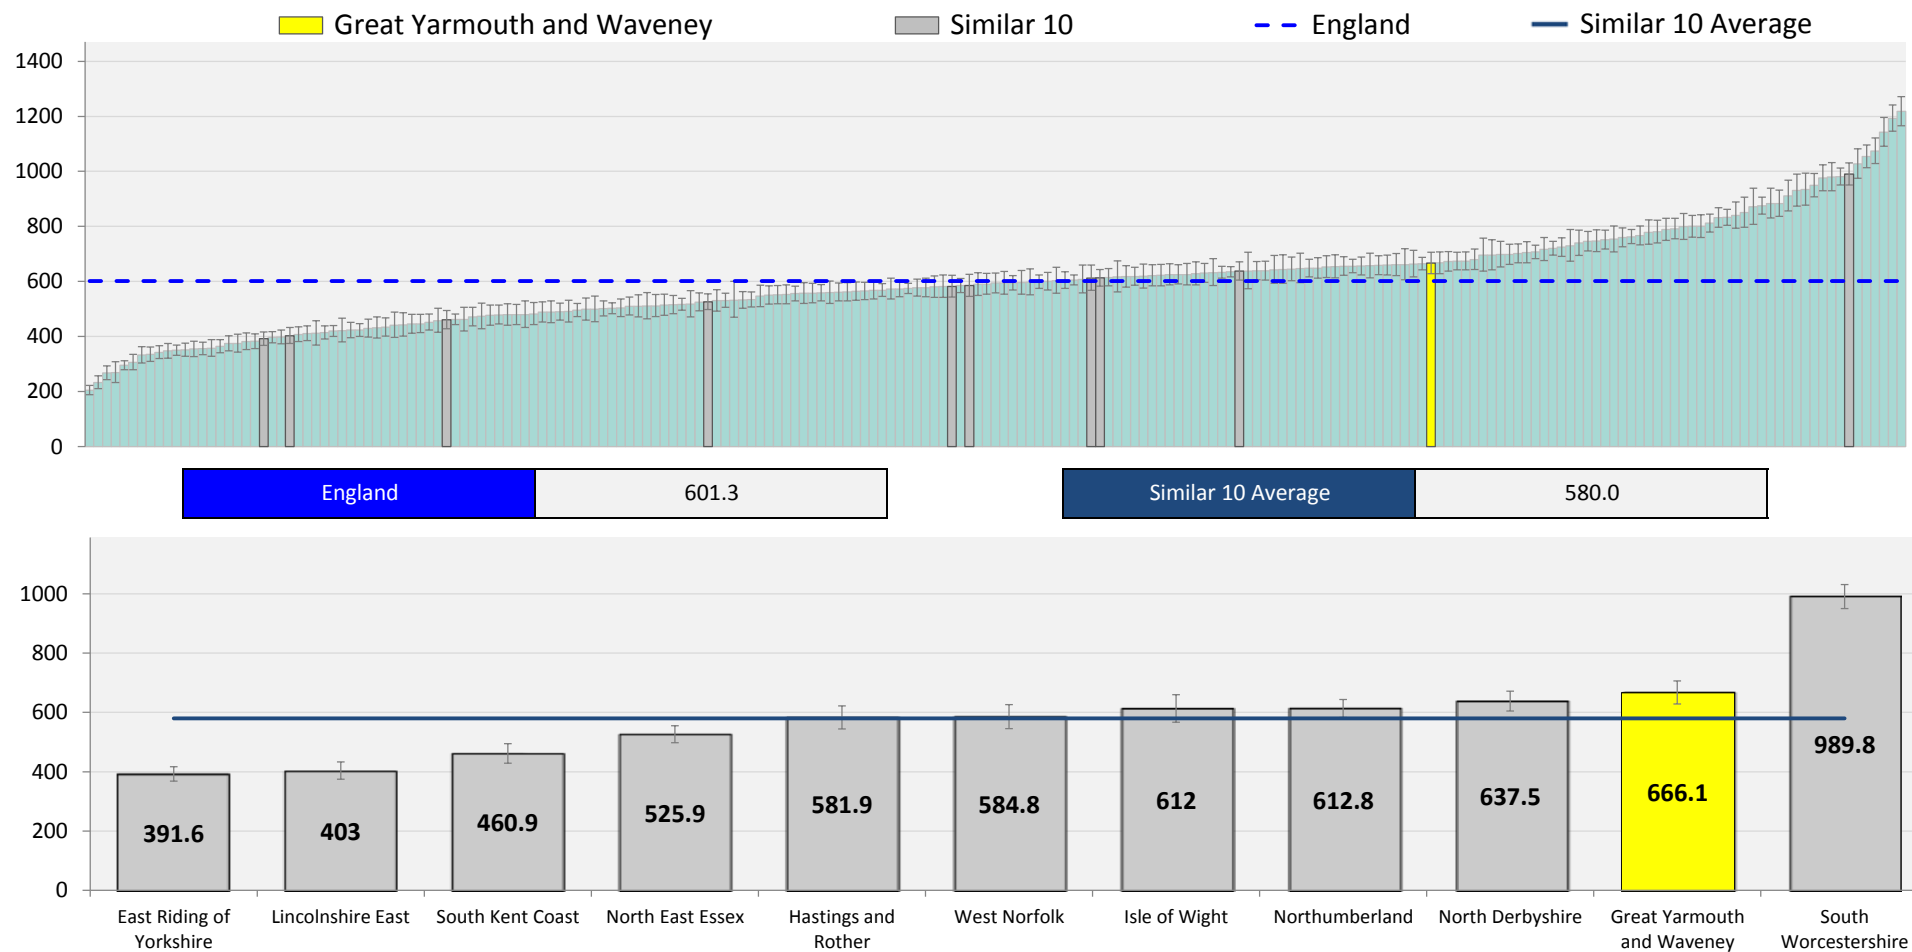 Great Yarmouth and Waveney Similar 10 England Similar 10 Average
1400
1200
1000
800
600
400
200
0
England 601.3 Similar 10 Average 580.0
1000
800
600
400
200
0
391.6 403 460.9 525.9 581.9 584.8 612 612.8 637.5 666.1 989.8
East Riding of Lincolnshire East South Kent Coast North East Essex Hastings and West Norfolk Isle of Wight Northumberland North Derbyshire Great Yarmouth South
Yorkshire Rother and Waveney Worcestershire